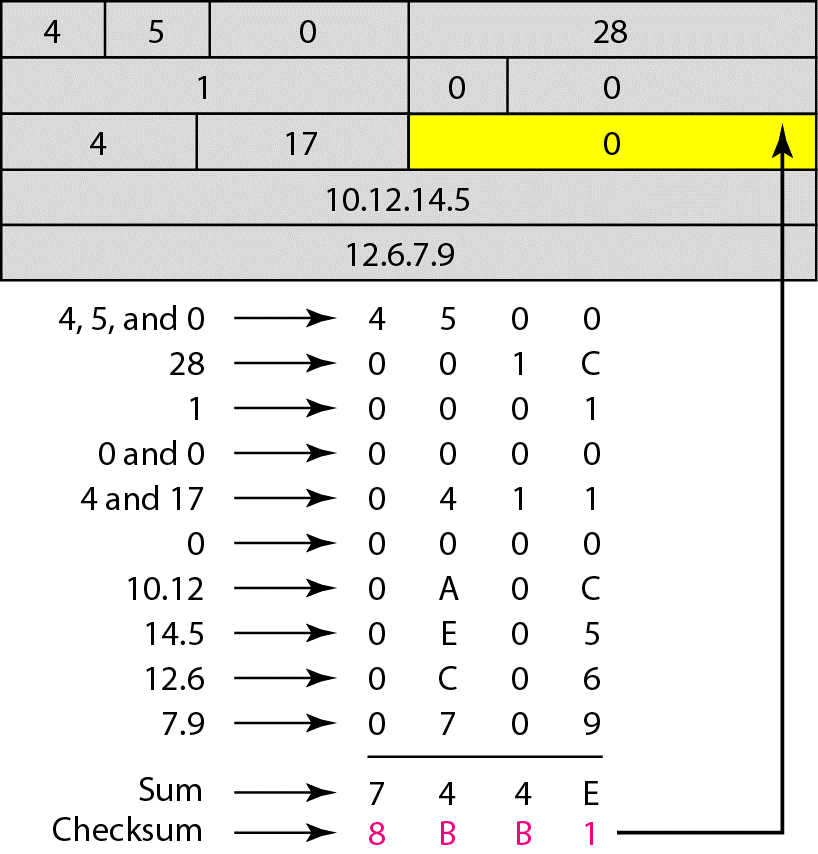 4 5 0 28
1 0 0
4 17 0
10.12.14.5
12.6.7.9
4, 5, and 0 4 5 0 0
28 0 0 1 C
1 0 0 0 1
0 and 0 0 0 0 0
4 and 17 0 4 1 1
0 0 0 0 0
10.12 0 A 0 C
14.5 0 E 0 5
12.6 0 C 0 6
7.9 0 7 0 9
Sum 7 4 4 E
Checksum 8 B B 1